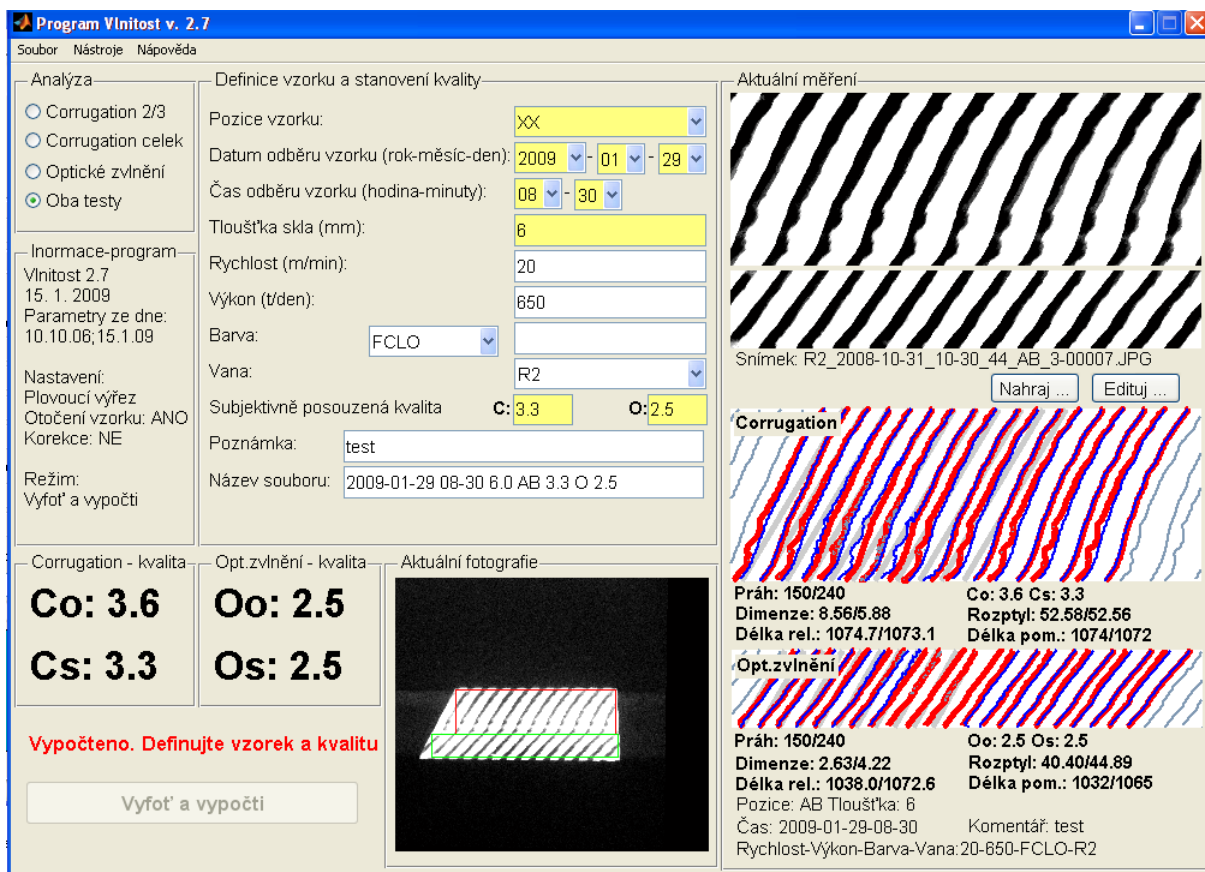 Program Vlnitost v. 2.7
Soubor Nástroje Nápověda
Analýza
Corrugation 2/3
Corrugation celek
Optické zvlnění
Oba testy
Inormace-program
Vlnitost 2.7
15. 1. 2009
Parametry ze dne:
10.10.06;15.1.09
Nastavení:
Plovoucí výřez
Otočení vzorku: ANO
Korekce: NE
Režim:
Vyfoť a vypočti
Definice vzorku a stanovení kvality
Pozice vzorku: XX
Datum odběru vzorku (rok-měsíc-den): 2009 - 01 - 29
Čas odběru vzorku (hodina-minuty): 08 - 30
Tloušťka skla (mm): 6
Rychlost (m/min): 20
Výkon (t/den): 650
Barva: FCLO
Vana: R2
Subjektivně posouzená kvalita C: 3.3 O: 2.5
Poznámka: test
Název souboru: 2009-01-29 08-30 6.0 AB 3.3 O 2.5
Corrugation - kvalita
Co: 3.6
Cs: 3.3
Opt.zvlnění - kvalita
Oo: 2.5
Os: 2.5
Vypočteno. Definujte vzorek a kvalitu
Vyfoť a vypočti
Aktuální fotografie
Aktuální měření
Snímek: R2_2008-10-31_10-30_44_AB_3-00007.JPG
Nahraj ... Edituj ...
Corrugation
Práh: 150/240 Co: 3.6 Cs: 3.3
Dimenze: 8.56/5.88 Rozptyl: 52.58/52.56
Délka rel.: 1074.7/1073.1 Délka pom.: 1074/1072
Opt.zvlnění
Práh: 150/240 Oo: 2.5 Os: 2.5
Dimenze: 2.63/4.22 Rozptyl: 40.40/44.89
Délka rel.: 1038.0/1072.6 Délka pom.: 1032/1065
Pozice: AB Tloušťka: 6
Čas: 2009-01-29-08-30 Komentář: test
Rychlost-Výkon-Barva-Vana:20-650-FCLO-R2